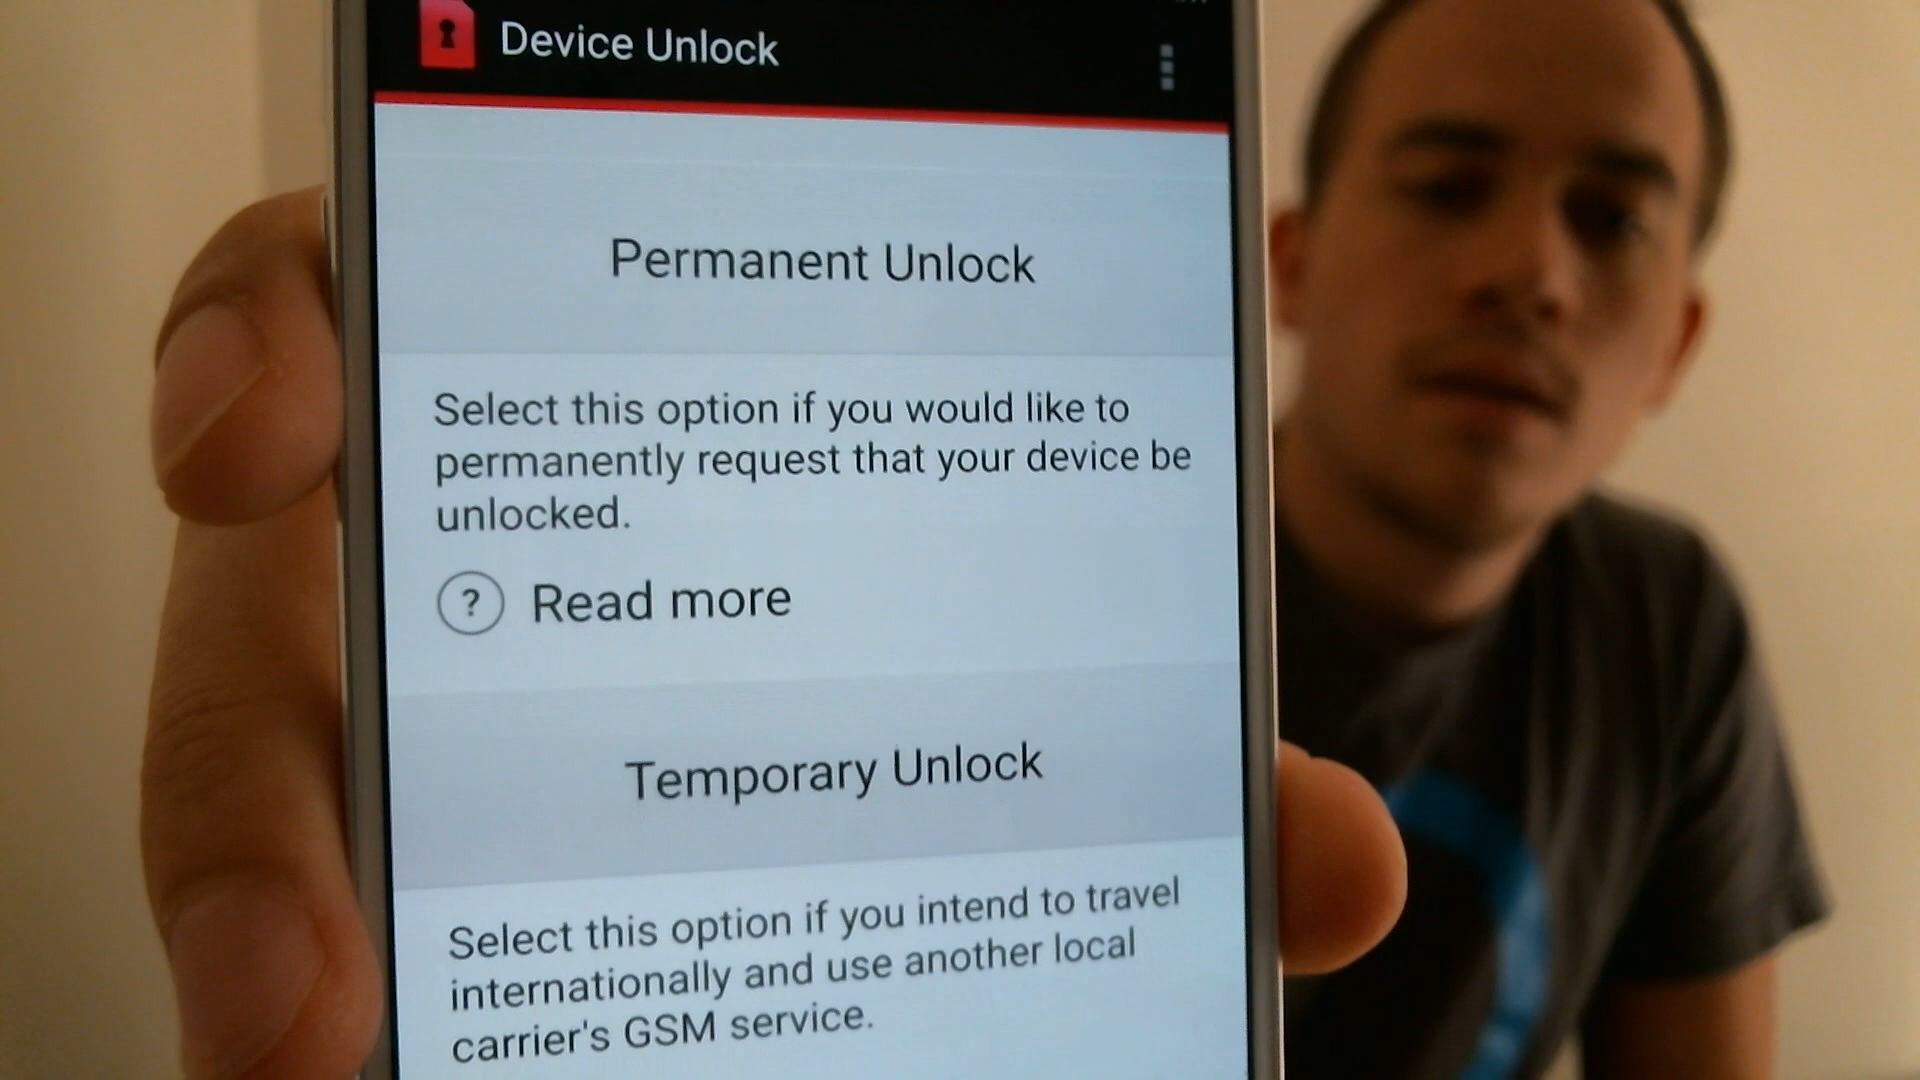 Device Unlock
Permanent Unlock
Select this option if you would like to
permanently request that your device be
unlocked.
? Read more
Temporary Unlock
Select this option if you intend to travel
internationally and use another local
carrier's GSM service.